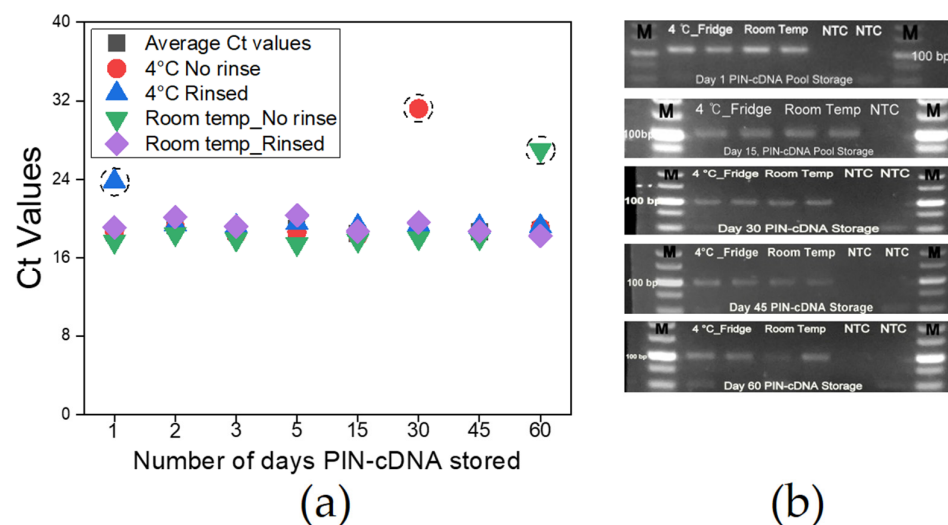 40
32
24
16
8
0
Ct Values
Average Ct values
4°C No rinse
4°C Rinsed
Room temp_No rinse
Room temp_Rinsed
1 2 3 5 15 30 45 60
Number of days PIN-cDNA stored
(a)
M 4 ℃_Fridge Room Temp NTC NTC M
100 bp
Day 1 PIN-cDNA Pool Storage
M 4 ℃_Fridge Room Temp NTC M
100bp
Day 15, PIN-cDNA Pool Storage
M 4 °C_Fridge Room Temp NTC NTC M
100 bp
Day 30 PIN-cDNA Storage
M 4°C_Fridge Room Temp NTC NTC M
100 bp
Day 45 PIN-cDNA Storage
M 4 °C_Fridge Room Temp NTC NTC M
100 bp
Day 60 PIN-cDNA Storage
(b)